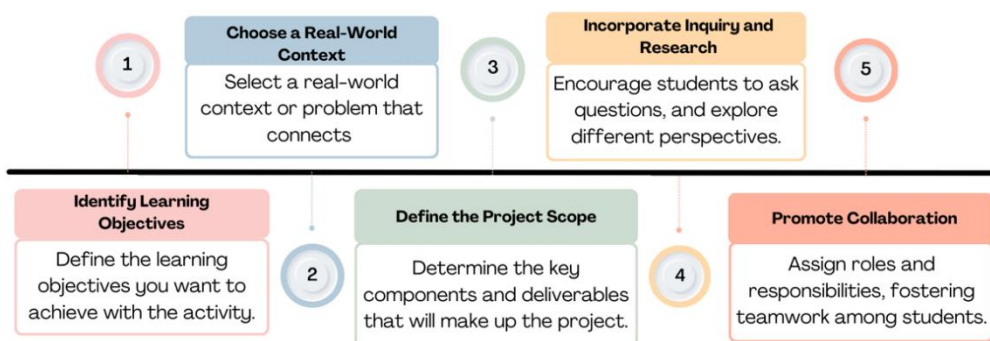 1
Identify Learning
Objectives
Define the learning
objectives you want to
achieve with the activity.
2
Choose a Real-World
Context
Select a real-world
context or problem that
connects
3
Define the Project Scope
Determine the key
components and deliverables
that will make up the project.
4
Incorporate Inquiry and
Research
Encourage students to ask
questions, and explore
different perspectives.
5
Promote Collaboration
Assign roles and
responsibilities, fostering
teamwork among students.